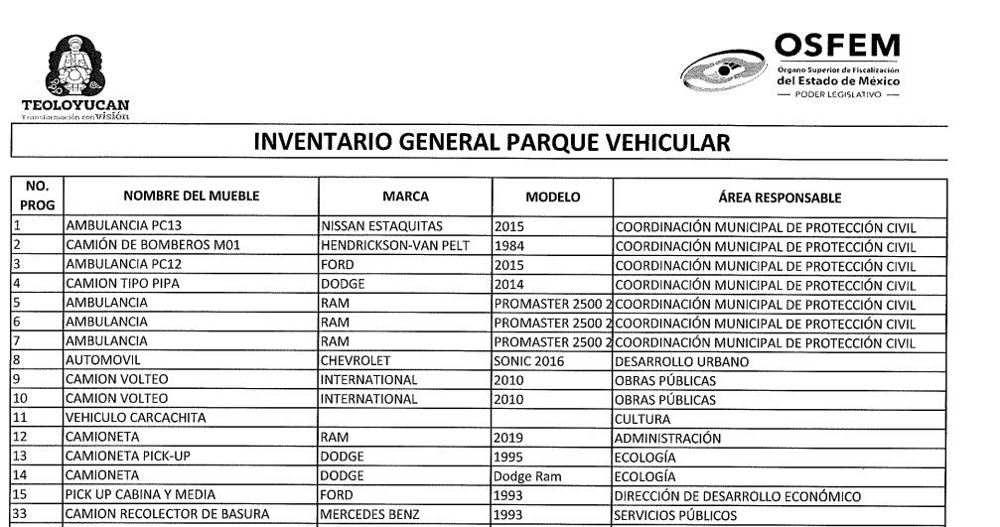 TEOLOYUCAN
Transformación con visión
OSFEM
Órgano Superior de Fiscalización
del Estado de México
— PODER LEGISLATIVO —
INVENTARIO GENERAL PARQUE VEHICULAR
NO. PROG NOMBRE DEL MUEBLE MARCA MODELO ÁREA RESPONSABLE
1 AMBULANCIA PC13 NISSAN ESTAQUITAS 2015 COORDINACIÓN MUNICIPAL DE PROTECCIÓN CIVIL
2 CAMIÓN DE BOMBEROS M01 HENDRICKSON-VAN PELT 1984 COORDINACIÓN MUNICIPAL DE PROTECCIÓN CIVIL
3 AMBULANCIA PC12 FORD 2015 COORDINACIÓN MUNICIPAL DE PROTECCIÓN CIVIL
4 CAMION TIPO PIPA DODGE 2014 COORDINACIÓN MUNICIPAL DE PROTECCIÓN CIVIL
5 AMBULANCIA RAM PROMASTER 2500 2 COORDINACIÓN MUNICIPAL DE PROTECCIÓN CIVIL
6 AMBULANCIA RAM PROMASTER 2500 2 COORDINACIÓN MUNICIPAL DE PROTECCIÓN CIVIL
7 AMBULANCIA RAM PROMASTER 2500 2 COORDINACIÓN MUNICIPAL DE PROTECCIÓN CIVIL
8 AUTOMOVIL CHEVROLET SONIC 2016 DESARROLLO URBANO
9 CAMION VOLTEO INTERNATIONAL 2010 OBRAS PÚBLICAS
10 CAMION VOLTEO INTERNATIONAL 2010 OBRAS PÚBLICAS
11 VEHICULO CARCACHITA CULTURA
12 CAMIONETA RAM 2019 ADMINISTRACIÓN
13 CAMIONETA PICK-UP DODGE 1995 ECOLOGÍA
14 CAMIONETA DODGE Dodge Ram ECOLOGÍA
15 PICK UP CABINA Y MEDIA FORD 1993 DIRECCIÓN DE DESARROLLO ECONÓMICO
33 CAMION RECOLECTOR DE BASURA MERCEDES BENZ 1993 SERVICIOS PÚBLICOS